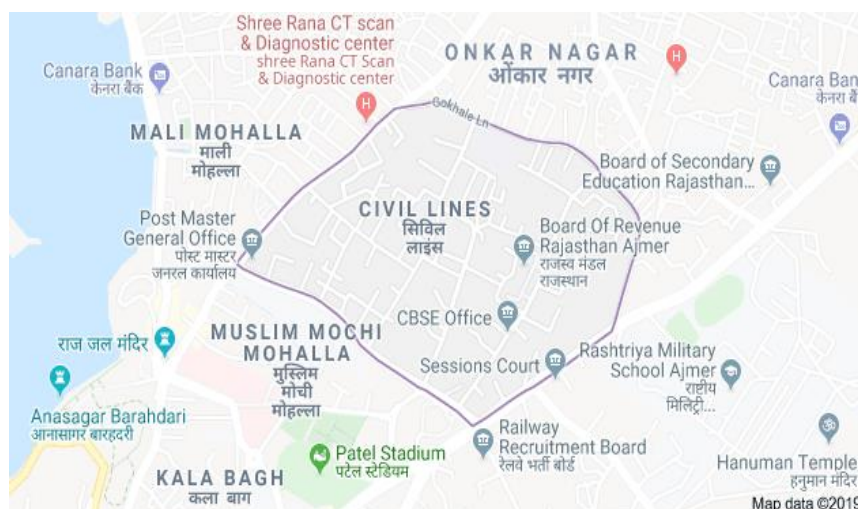 Shree Rana CT scan
& Diagnostic center
shree Rana CT Scan
& Diagnostic center
ONKAR NAGAR
ओंकार नगर
Canara Bank
केनरा बैंक
Canara Ban
केनरा बैं
Gokhale Ln
MALI MOHALLA
माली
मोहल्ला
Board of Secondary
Education Rajasthan...
CIVIL LINES
सिविल
लाइंस
Post Master
General Office
पोस्ट मास्टर
जनरल कार्यालय
Board Of Revenue
Rajasthan Ajmer
राजस्व मंडल
राजस्थान
CBSE Office
MUSLIM MOCHI
MOHALLA
मुस्लिम
मोची
मोहल्ला
राज जल मंदिर
Sessions Court
Rashtriya Military
School Ajmer
राष्ट्रीय
मिलिट्री...
Anasagar Barahdari
आनासागर बारहदरी
Railway
Recruitment Board
रेलवे भर्ती बोर्ड
Patel Stadium
पटेल स्टेडियम
Hanuman Temple
हनुमान मंदिर
KALA BAGH
कला बाग
Map data ©2019